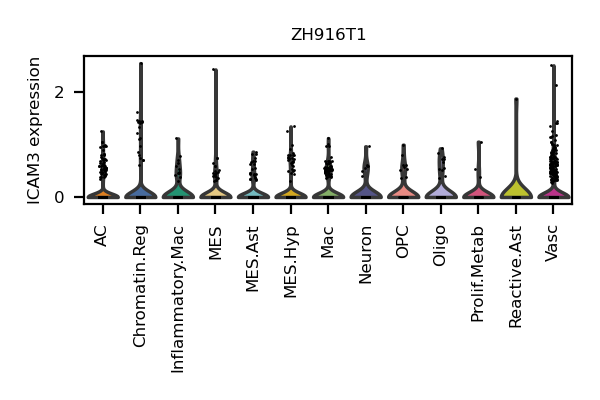 ZH916T1
ICAM3 expression
2
0
AC
Chromatin.Reg
Inflammatory.Mac
MES
MES.Ast
MES.Hyp
Mac
Neuron
OPC
Oligo
Prolif.Metab
Reactive.Ast
Vasc